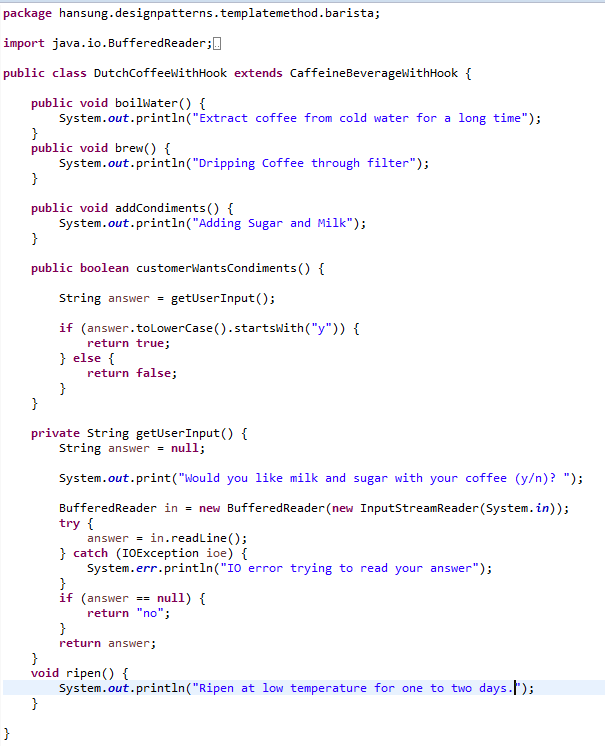 package hansung.designpatterns.templatemethod.barista;
import java.io.BufferedReader;
public class DutchCoffeeWithHook extends CaffeineBeverageWithHook {
public void boilWater() {
System.out.println("Extract coffee from cold water for a long time");
}
public void brew() {
System.out.println("Dripping Coffee through filter");
}
public void addCondiments() {
System.out.println("Adding Sugar and Milk");
}
public boolean customerWantsCondiments() {
String answer = getUserInput();
if (answer.toLowerCase().startsWith("y")) {
return true;
} else {
return false;
}
}
private String getUserInput() {
String answer = null;
System.out.print("Would you like milk and sugar with your coffee (y/n)? ");
BufferedReader in = new BufferedReader(new InputStreamReader(System.in));
try {
answer = in.readLine();
} catch (IOException ioe) {
System.err.println("IO error trying to read your answer");
}
if (answer == null) {
return "no";
}
return answer;
}
void ripen() {
System.out.println("Ripen at low temperature for one to two days.");
}
}